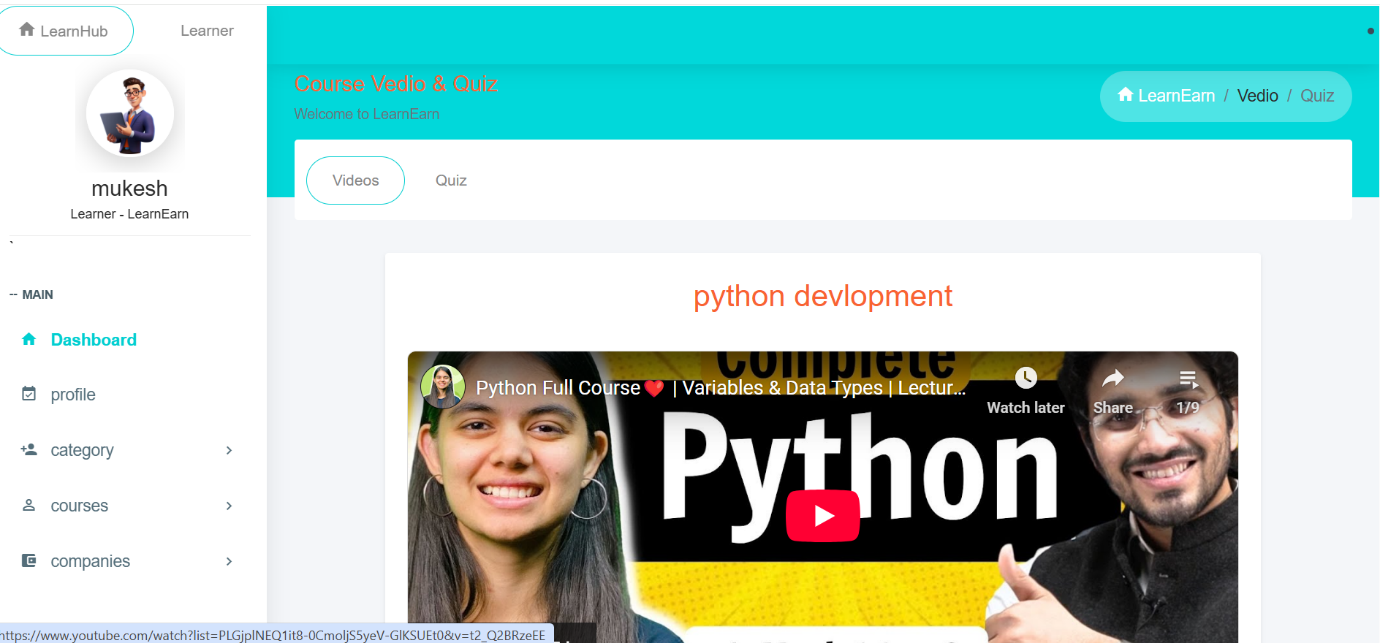 LearnHub Learner
mukesh
Learner - LearnEarn
`
-- MAIN
Dashboard
profile
category
courses
companies
Course Vedio & Quiz
Welcome to LearnEarn
LearnEarn / Vedio / Quiz
Videos Quiz
python devlopment
Complete
Python Full Course❤️ | Variables & Data Types | Lectur...
Watch later Share 1/9
Python
https://www.youtube.com/watch?list=PLGjplNEQ1it8-0CmoljS5yeV-GlKSUEt0&v=t2_Q2BRzeEE